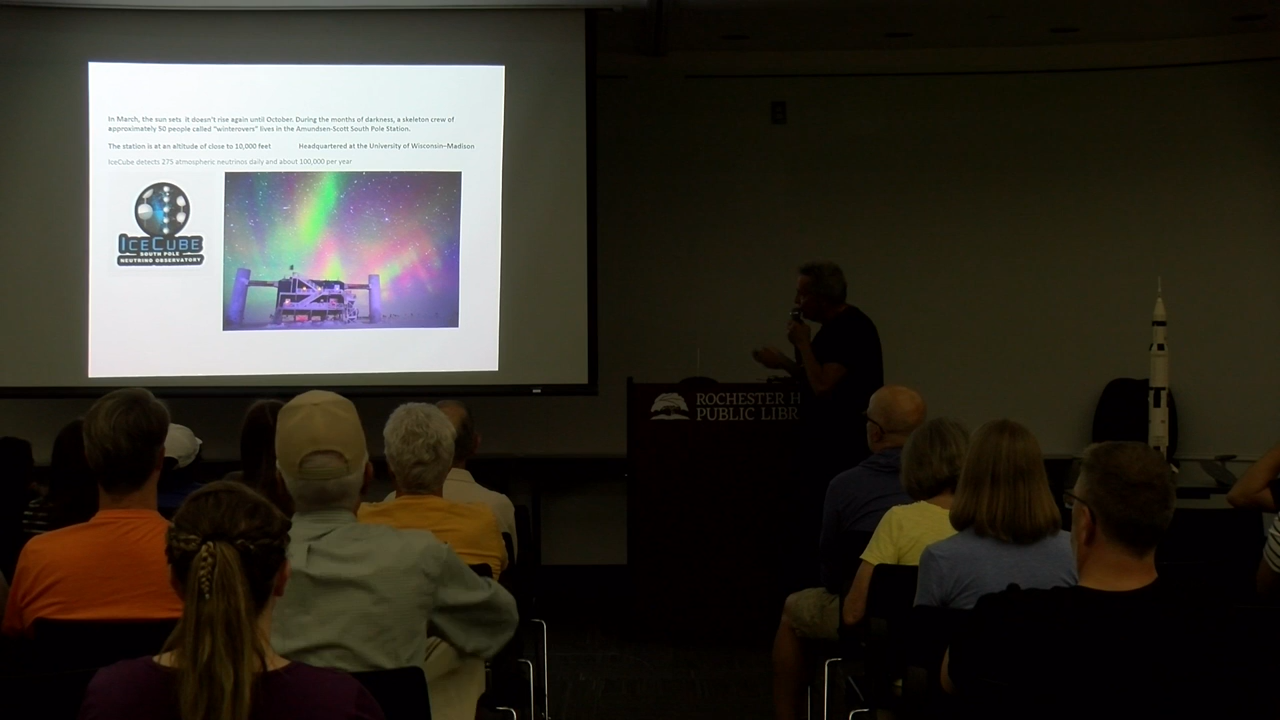 In March, the sun sets  it doesn't rise again until October. During the months of darkness, a skeleton crew of
approximately 50 people called "winterovers" lives in the Amundsen-Scott South Pole Station.
The station is at an altitude of close to 10,000 feet Headquartered at the University of Wisconsin–Madison
IceCube detects 275 atmospheric neutrinos daily and about 100,000 per year
ICECUBE
SOUTH POLE
NEUTRINO OBSERVATORY
ROCHESTER H
PUBLIC LIBR